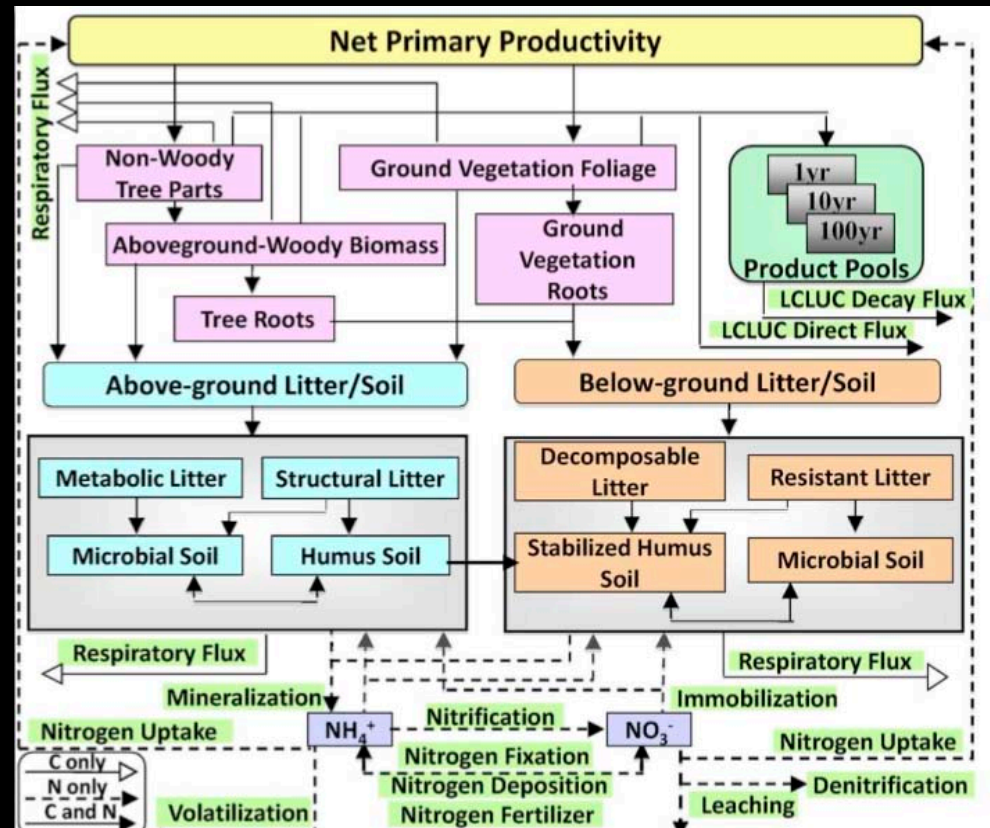 Net Primary Productivity
Respiratory Flux
Non-Woody
Tree Parts
Ground Vegetation Foliage
1yr
10yr
100yr
Product Pools
Aboveground-Woody Biomass
Ground
Vegetation
Roots
Tree Roots
LCLUC Decay Flux
LCLUC Direct Flux
Above-ground Litter/Soil
Below-ground Litter/Soil
Metabolic Litter
Structural Litter
Microbial Soil
Humus Soil
Decomposable
Litter
Resistant Litter
Stabilized Humus
Soil
Microbial Soil
Respiratory Flux
Respiratory Flux
Mineralization
Immobilization
NH₄⁺
Nitrification
NO₃⁻
Nitrogen Uptake
Nitrogen Uptake
Nitrogen Fixation
Nitrogen Deposition
Nitrogen Fertilizer
Denitrification
Leaching
Volatilization
C only
N only
C and N